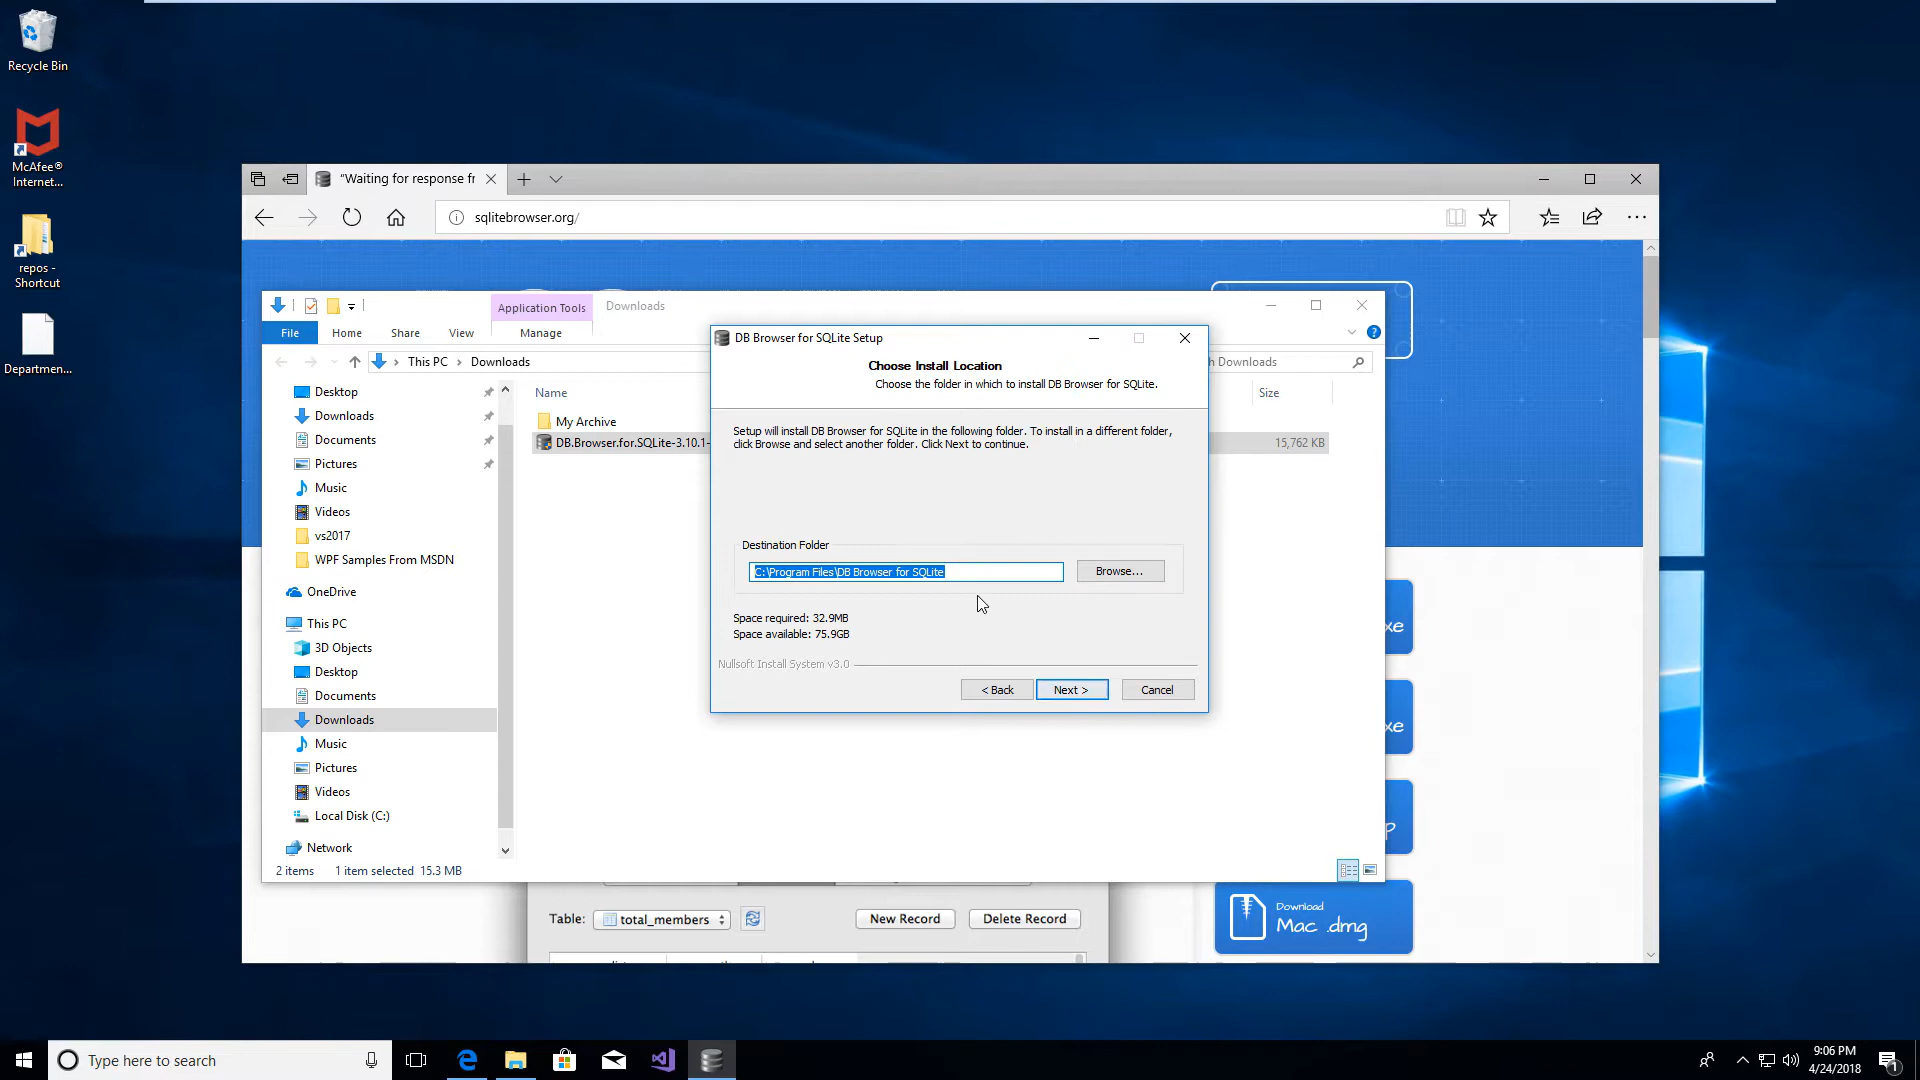 Recycle Bin
McAfee®
Internet...
repos -
Shortcut
Departmen...
"Waiting for response fr
sqlitebrowser.org/
Application Tools
Downloads
File
Home
Share
View
Manage
This PC
Downloads
h Downloads
Desktop
Downloads
Documents
Pictures
Music
Videos
vs2017
WPF Samples From MSDN
OneDrive
This PC
3D Objects
Desktop
Documents
Downloads
Music
Pictures
Videos
Local Disk (C:)
Network
Name
Size
My Archive
DB.Browser.for.SQLite-3.10.1-
15,762 KB
2 items
1 item selected 15.3 MB
DB Browser for SQLite Setup
Choose Install Location
Choose the folder in which to install DB Browser for SQLite.
Setup will install DB Browser for SQLite in the following folder. To install in a different folder,
click Browse and select another folder. Click Next to continue.
Destination Folder
C:\Program Files\DB Browser for SQLite
Browse...
Space required: 32.9MB
Space available: 75.9GB
Nullsoft Install System v3.0
< Back
Next >
Cancel
xe
xe
P
Download
Mac .dmg
Table:
total_members
New Record
Delete Record
Type here to search
9:06 PM
4/24/2018
1